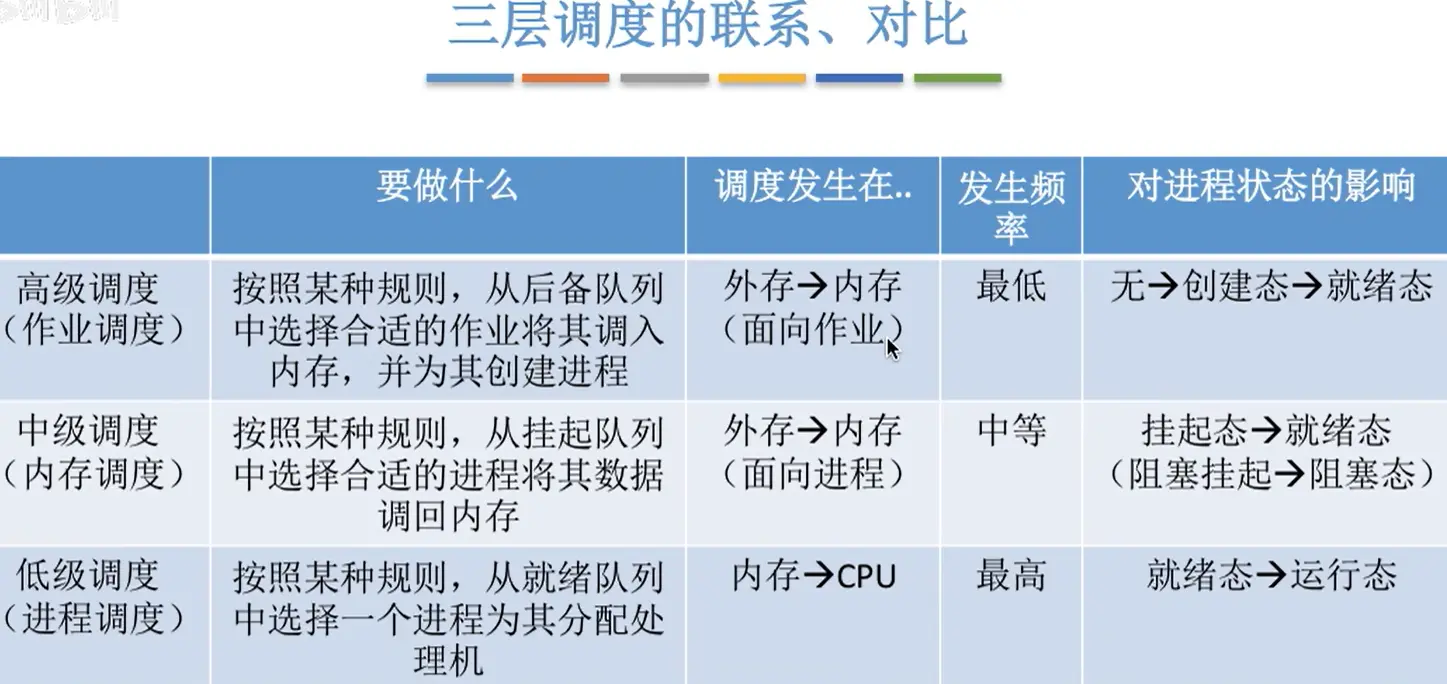 三层调度的联系、对比
要做什么
调度发生在..
发生频
率
对进程状态的影响
高级调度
（作业调度）
按照某种规则，从后备队列
中选择合适的作业将其调入
内存，并为其创建进程
外存→内存
（面向作业）
最低
无→创建态→就绪态
中级调度
（内存调度）
按照某种规则，从挂起队列
中选择合适的进程将其数据
调回内存
外存→内存
（面向进程）
中等
挂起态→就绪态
（阻塞挂起→阻塞态）
低级调度
（进程调度）
按照某种规则，从就绪队列
中选择一个进程为其分配处
理机
内存→CPU
最高
就绪态→运行态